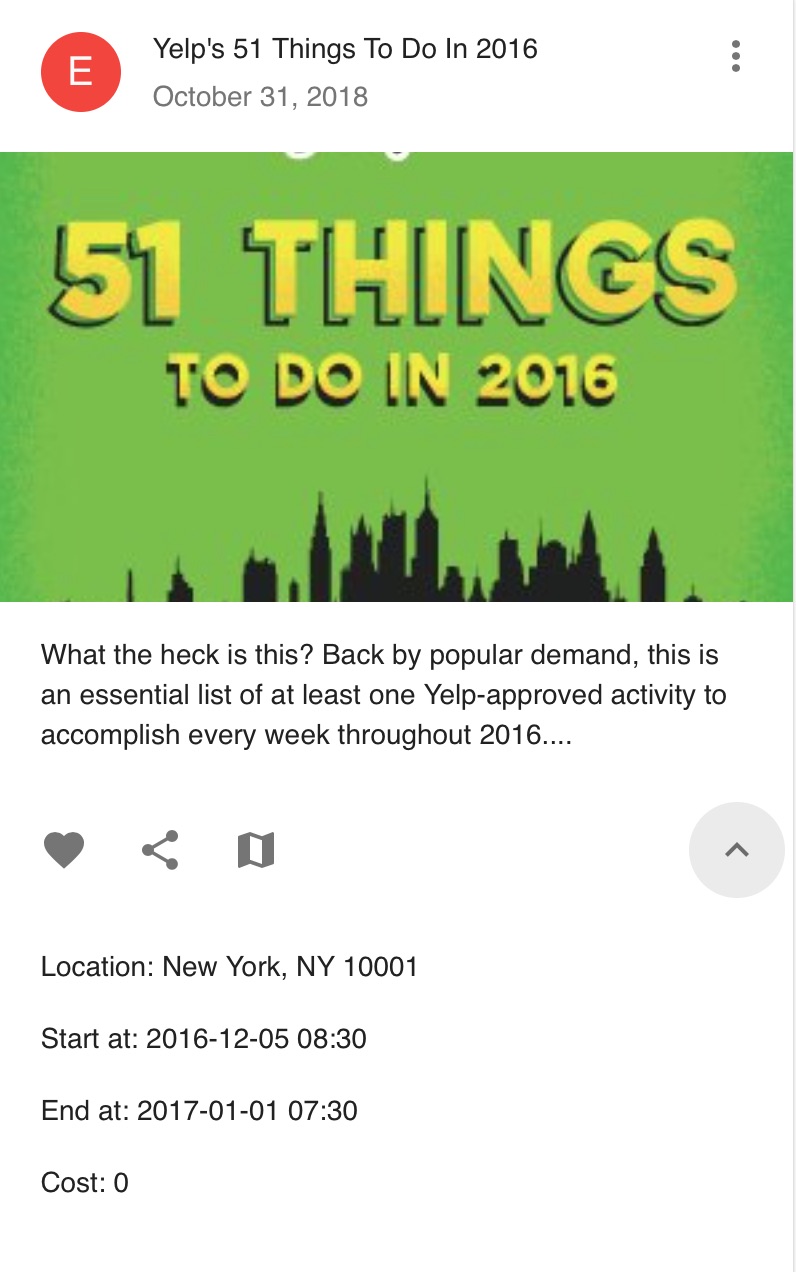 E
Yelp's 51 Things To Do In 2016
October 31, 2018
51 THINGS
TO DO IN 2016
What the heck is this? Back by popular demand, this is
an essential list of at least one Yelp-approved activity to
accomplish every week throughout 2016....
Location: New York, NY 10001
Start at: 2016-12-05 08:30
End at: 2017-01-01 07:30
Cost: 0